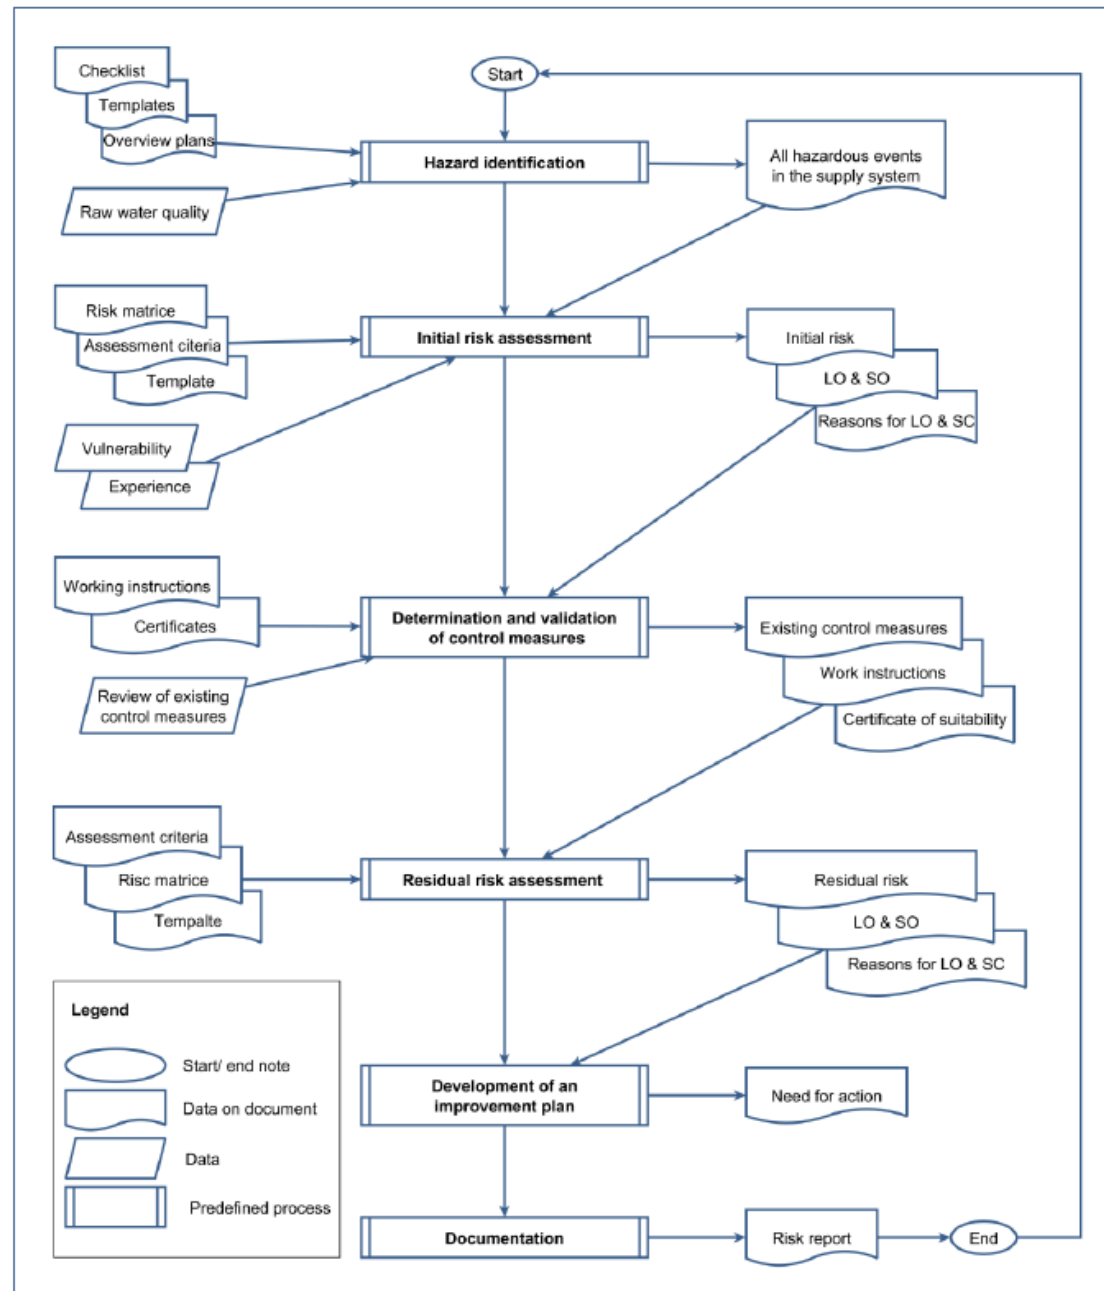 Checklist
Templates
Overview plans
Start
Hazard identification
All hazardous events
in the supply system
Raw water quality
Risk matrice
Assessment citeria
Template
Initial risk assessment
Initial risk
LO & SO
Reasons for LO & SC
Vulnerability
Experience
Working instructions
Certificates
Determination and validation
of control measures
Existing control measures
Work instructions
Certificate of suitability
Review of existing
control measures
Assessment criteria
Risc matrice
Tempalte
Residual risk assessment
Residual risk
LO & SO
Reasons for LO & SC
Legend
Start/ end note
Data on document
Data
Predefined process
Development of an
improvement plan
Need for action
Documentation
Risk report
End